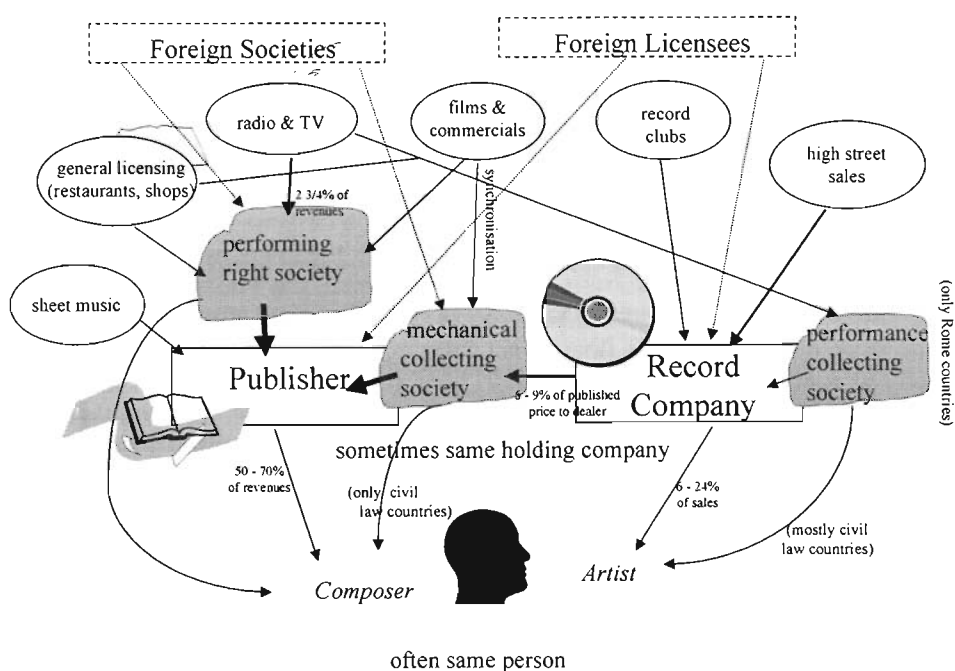 Foreign Societies
Foreign Licensees
radio & TV
films &
commercials
record
clubs
high street
sales
general licensing
(restaurants, shops)
2 3/4% of
revenues
synchronisation
performing
right society
sheet music
mechanical
collecting
society
performance
collecting
society
(only Rome countries)
Publisher
Record
Company
- 9% of published
price to dealer
sometimes same holding company
50 - 70%
of revenues
(only civil
law countries)
6 - 24%
of sales
(mostly civil
law countries)
Composer
Artist
often same person